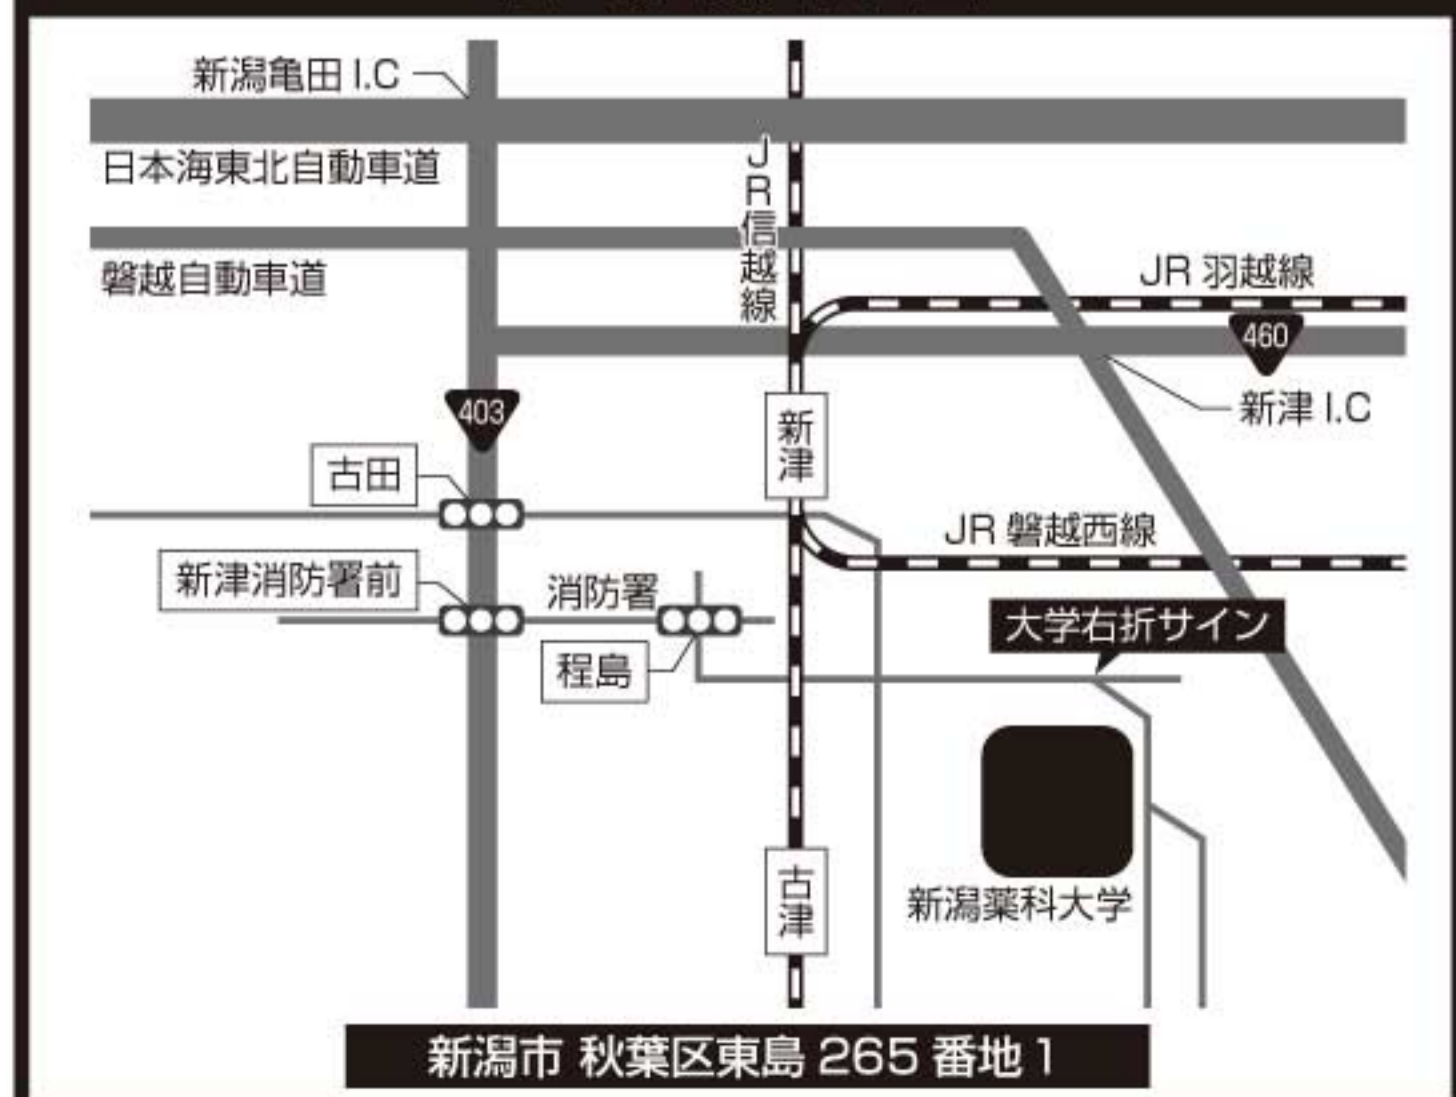 新潟亀田 I.C
日本海東北自動車道
JR信越線
磐越自動車道
JR 羽越線
460
新津 I.C
403
新津
古田
JR 磐越西線
新津消防署前
消防署
大学右折サイン
程島
新潟薬科大学
古津
新潟市 秋葉区東島 265 番地 1